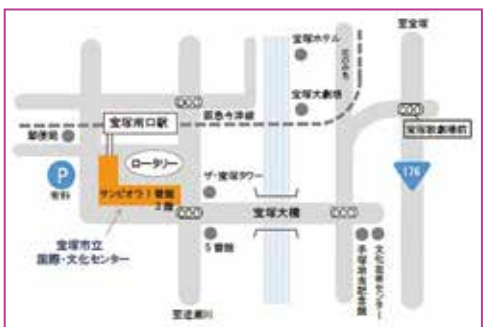 至宝塚
宝塚ホテル
宝塚大劇場
花のみち
阪急今津線
宝塚南口駅
宝塚歌劇場前
郵便局
ロータリー
P
有料
176
ザ・宝塚タワー
サンビオラ1番館
2階
宝塚大橋
宝塚市立
国際・文化センター
5番館
手塚治虫記念館
文化芸術センター
至逆瀬川